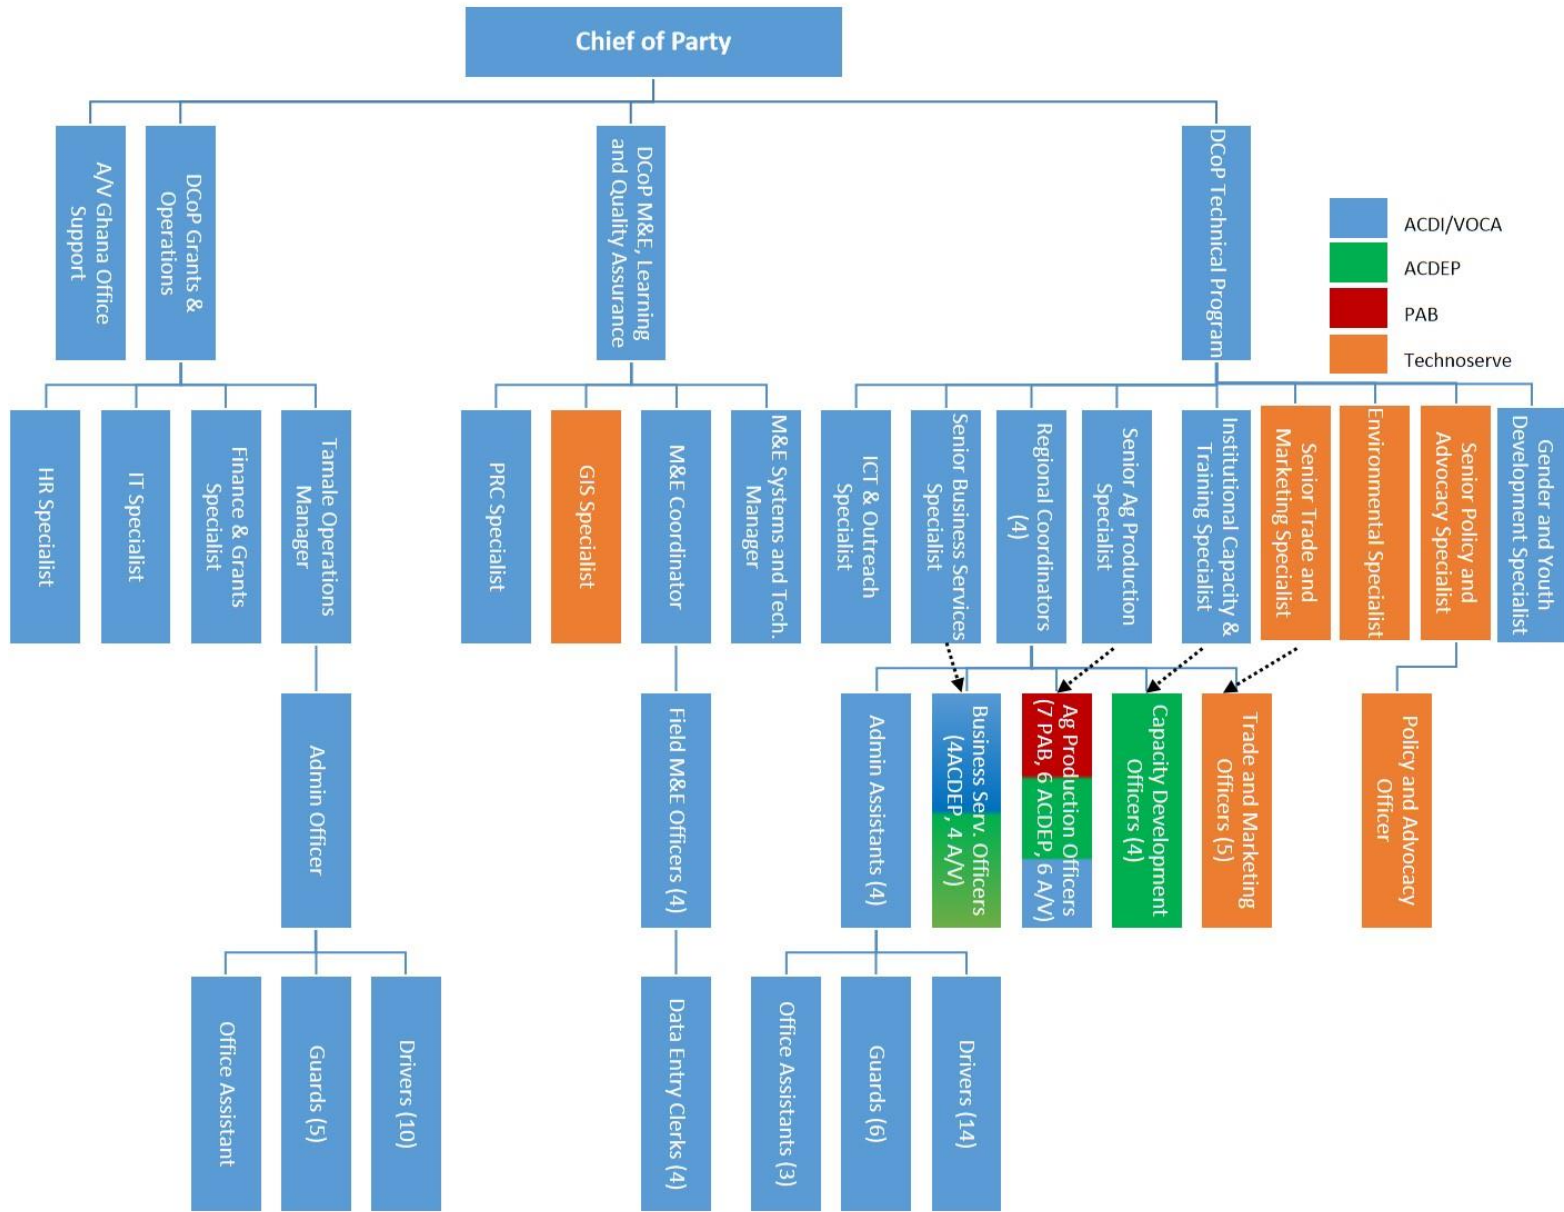 Chief of Party
A/V Ghana Office
Support
DCoP Grants &
Operations
DCoP M&E, Learning
and Quality Assurance
DCoP Technical Program
ACDI/VOCA
ACDEP
PAB
Technoserve
HR Specialist
IT Specialist
Finance & Grants
Specialist
Tamale Operations
Manager
PRC Specialist
GIS Specialist
M&E Coordinator
M&E Systems and Tech.
Manager
ICT & Outreach
Specialist
Senior Business Services
Specialist
Regional Coordinators
(4)
Senior Ag Production
Specialist
Institutional Capacity &
Training Specialist
Senior Trade and
Marketing Specialist
Environmental Specialist
Senior Policy and
Advocacy Specialist
Gender and Youth
Development Specialist
Admin Officer
Field M&E Officers (4)
Admin Assistants (4)
Business Serv. Officers
(4ACDEP, 4 A/V)
Ag Production Officers
(7 PAB, 6 ACDEP, 6 A/V)
Capacity Development
Officers (4)
Trade and Marketing
Officers (5)
Policy and Advocacy
Officer
Office Assistant
Guards (5)
Drivers (10)
Data Entry Clerks (4)
Office Assistants (3)
Guards (6)
Drivers (14)